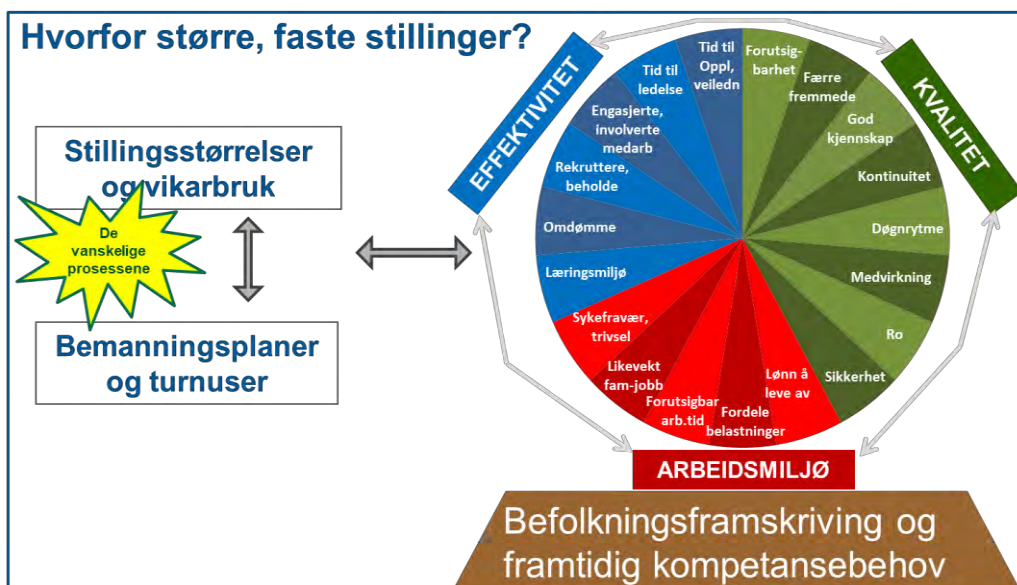 Hvorfor større, faste stillinger?
Stillingsstørrelser
og vikarbruk
De
vanskelige
prosessene
Bemanningsplaner
og turnuser
EFFEKTIVITET
KVALITET
ARBEIDSMILJØ
Tid til
Oppl,
veiledn
Forutsig-
barhet
Færre
fremmede
God
kjennskap
Kontinuitet
Døgnrytme
Medvirkning
Ro
Sikkerhet
Lønn å
leve av
Fordele
belastninger
Forutsigbar
arb.tid
Likevekt
fam-jobb
Sykefravær,
trivsel
Læringsmiljø
Omdømme
Rekruttere,
beholde
Engasjerte,
involverte
medarb
Tid til
ledelse
Befolkningsframskriving og
framtidig kompetansebehov